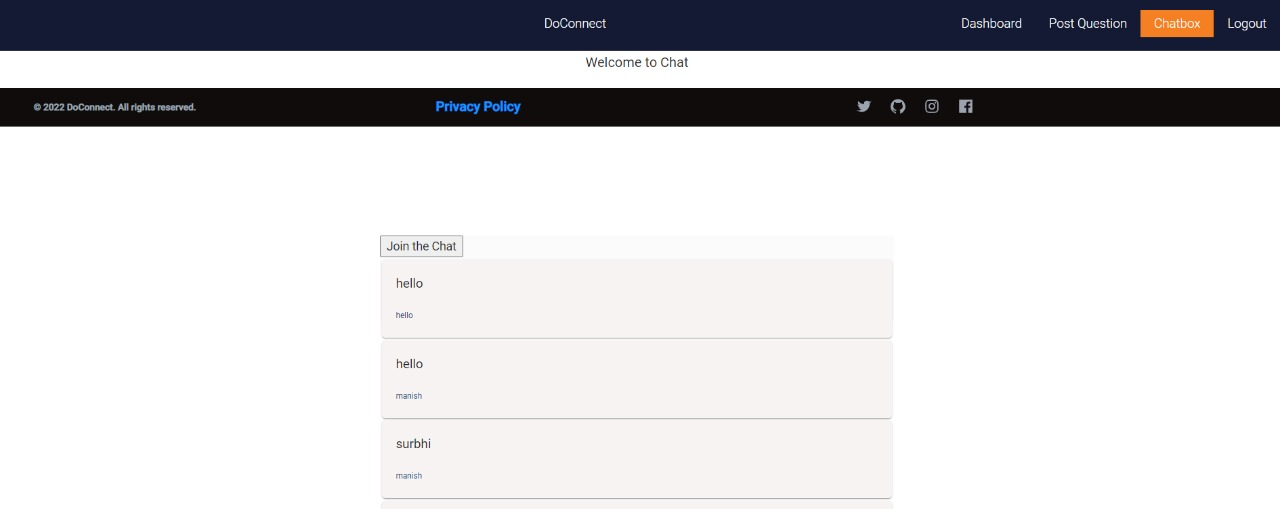 DoConnect Dashboard Post Question Chatbox Logout
Welcome to Chat
© 2022 DoConnect. All rights reserved. Privacy Policy
Join the Chat
hello
hello
hello
manish
surbhi
manish